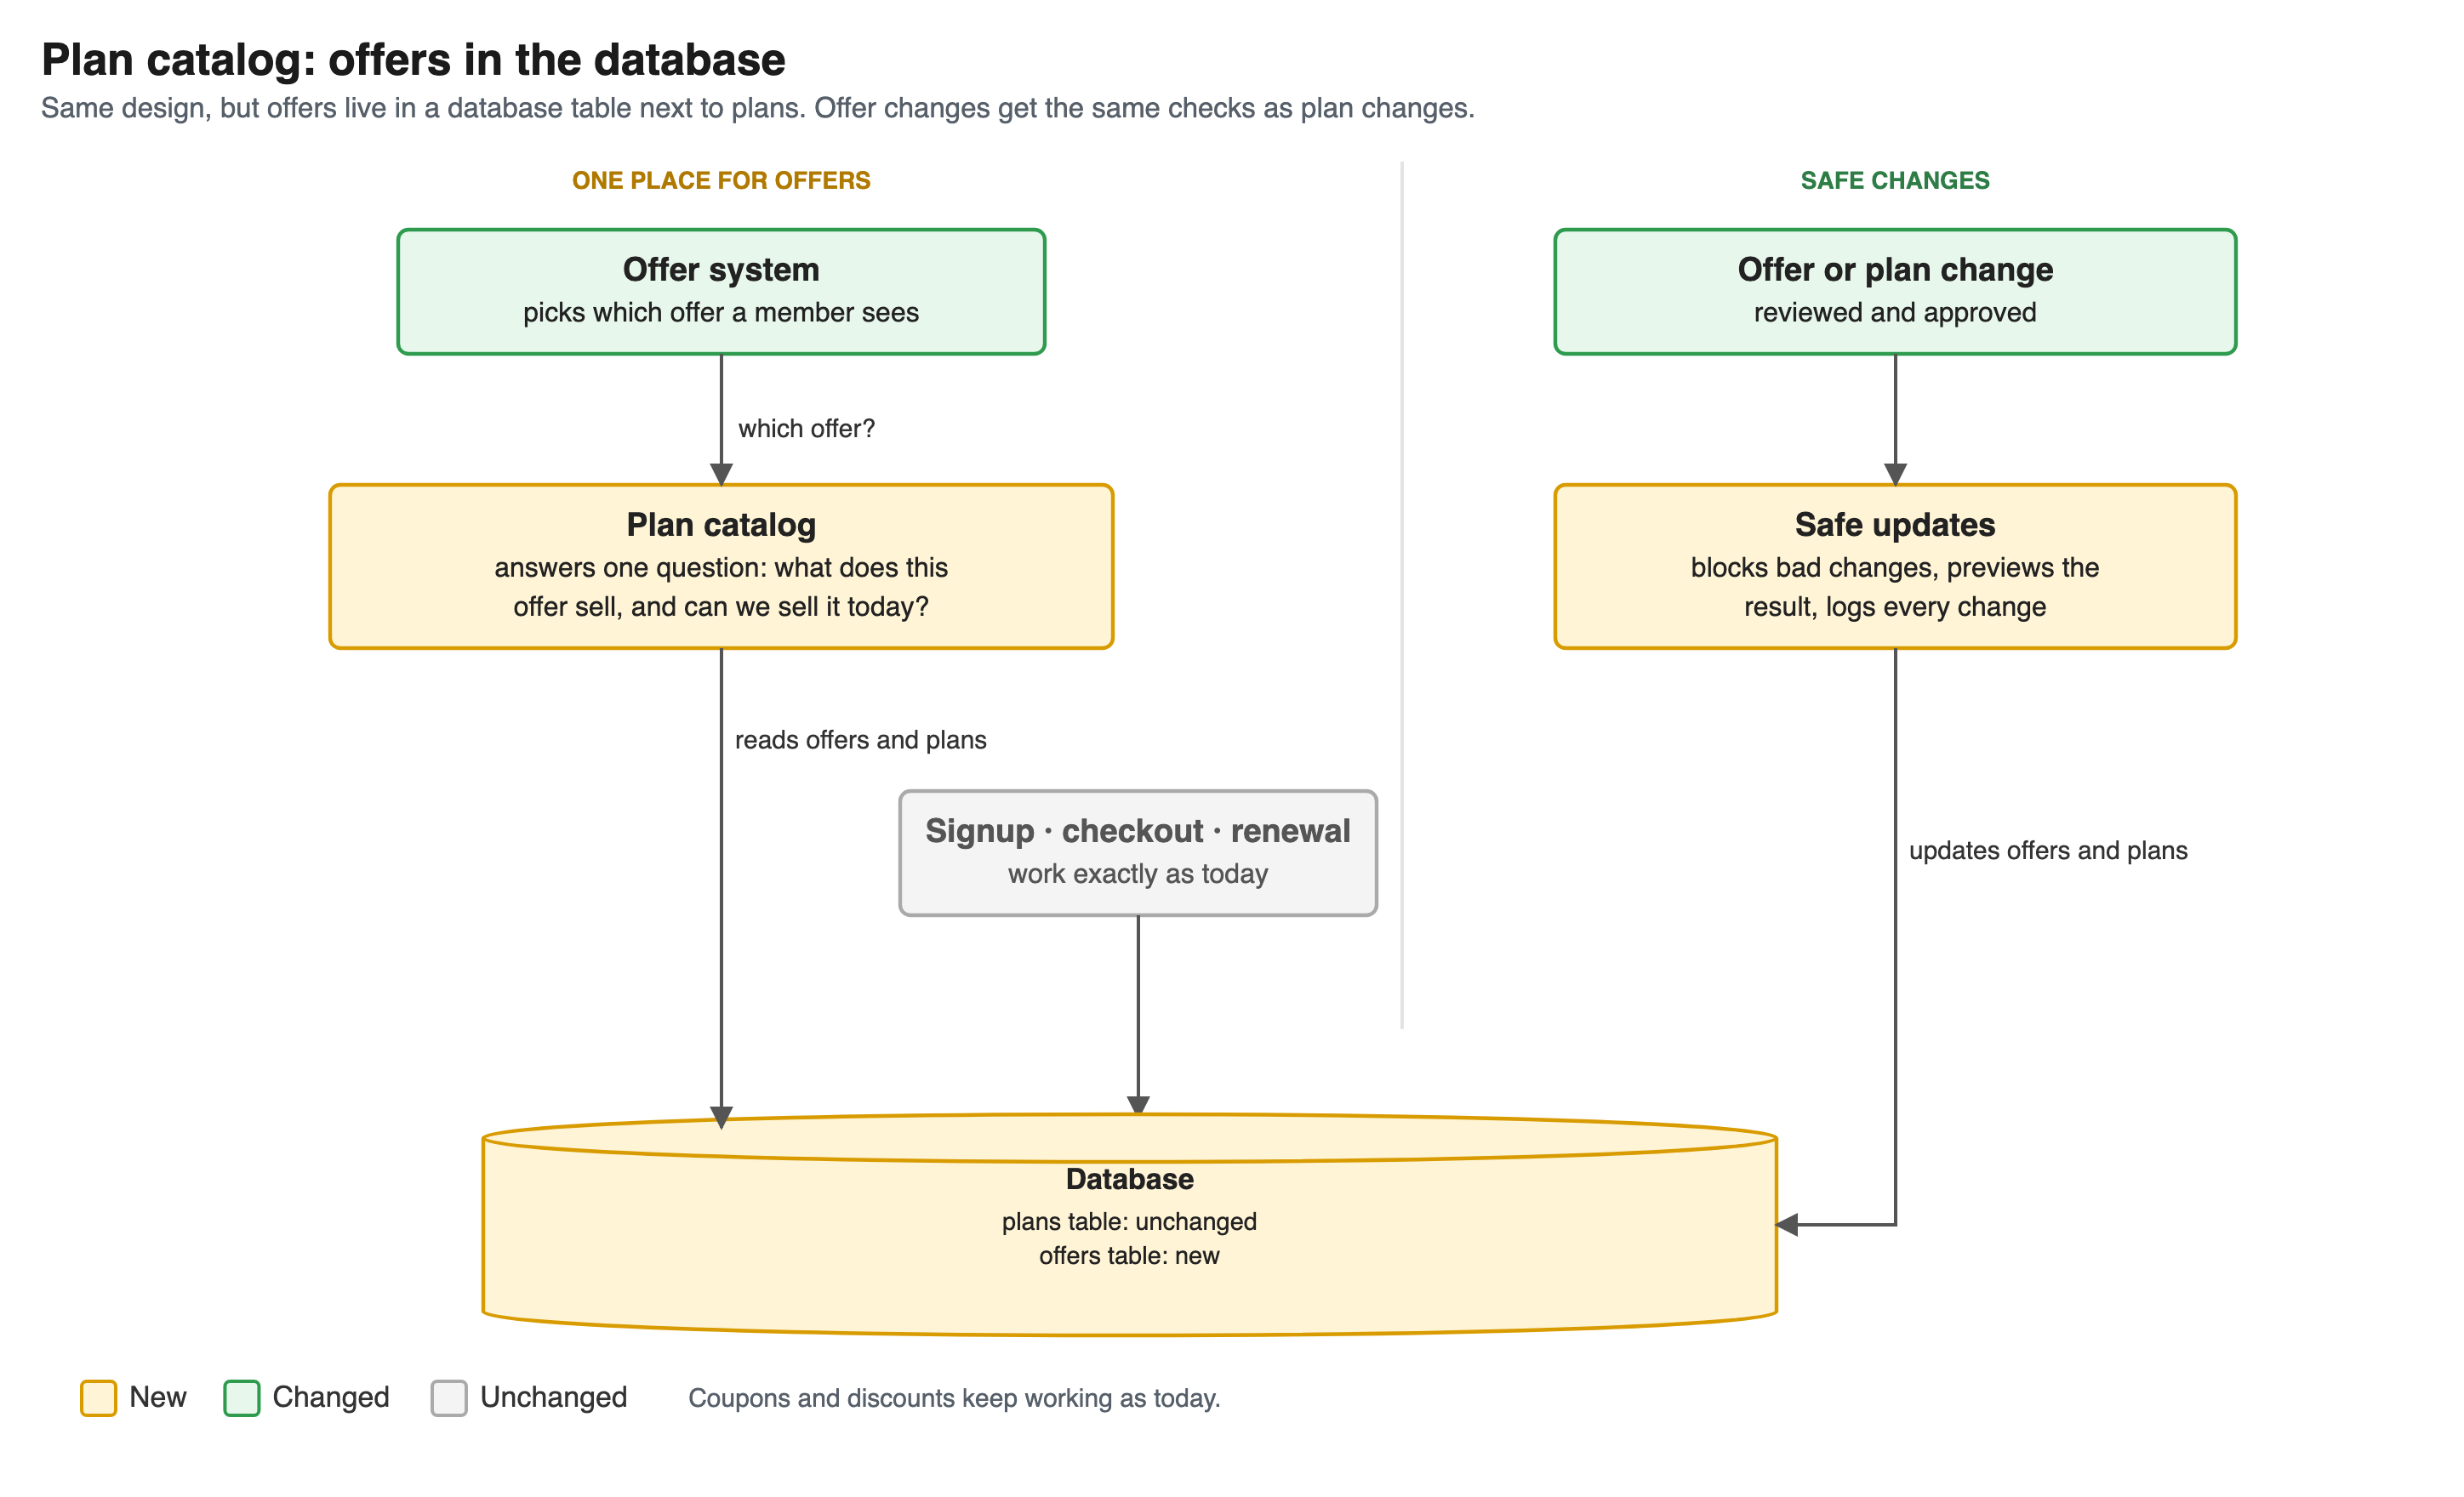 Plan catalog: offers in the database
Same design, but offers live in a database table next to plans. Offer changes get the same checks as plan changes.
ONE PLACE FOR OFFERS
Offer system
picks which offer a member sees
which offer?
Plan catalog
answers one question: what does this
offer sell, and can we sell it today?
reads offers and plans
Signup · checkout · renewal
work exactly as today
SAFE CHANGES
Offer or plan change
reviewed and approved
Safe updates
blocks bad changes, previews the
result, logs every change
updates offers and plans
Database
plans table: unchanged
offers table: new
New
Changed
Unchanged
Coupons and discounts keep working as today.